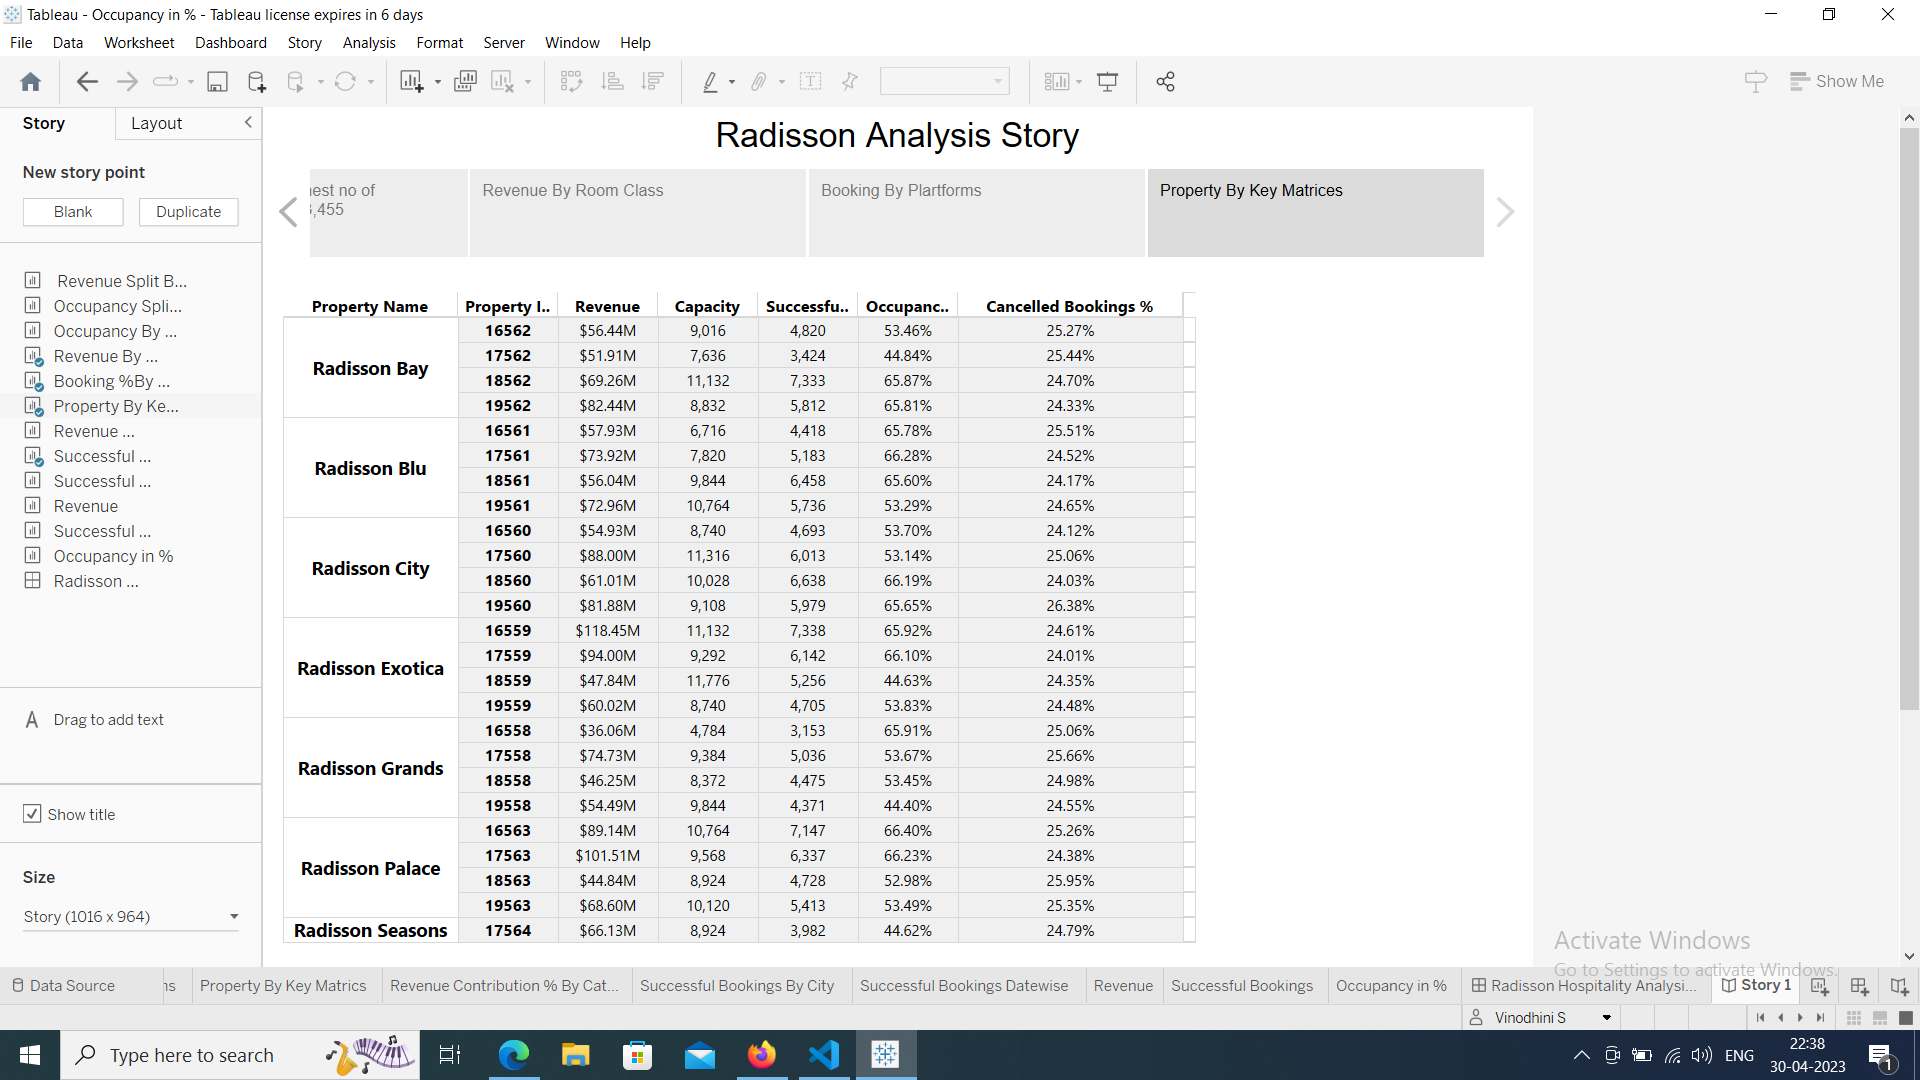 Tableau - Occupancy in % - Tableau license expires in 6 days
File Data Worksheet Dashboard Story Analysis Format Server Window Help
Show Me
Story Layout
New story point
Blank Duplicate
Revenue Split B...
Occupancy Spli...
Occupancy By ...
Revenue By ...
Booking %By ...
Property By Ke...
Revenue ...
Successful ...
Successful ...
Revenue
Successful ...
Occupancy in %
Radisson ...
Drag to add text
Show title
Size
Story (1016 x 964)
Radisson Analysis Story
est no of
,455
Revenue By Room Class
Booking By Plartforms
Property By Key Matrices
Property Name Property I.. Revenue Capacity Successfu.. Occupanc.. Cancelled Bookings %
Radisson Bay
16562 $56.44M 9,016 4,820 53.46% 25.27%
17562 $51.91M 7,636 3,424 44.84% 25.44%
18562 $69.26M 11,132 7,333 65.87% 24.70%
19562 $82.44M 8,832 5,812 65.81% 24.33%
Radisson Blu
16561 $57.93M 6,716 4,418 65.78% 25.51%
17561 $73.92M 7,820 5,183 66.28% 24.52%
18561 $56.04M 9,844 6,458 65.60% 24.17%
19561 $72.96M 10,764 5,736 53.29% 24.65%
Radisson City
16560 $54.93M 8,740 4,693 53.70% 24.12%
17560 $88.00M 11,316 6,013 53.14% 25.06%
18560 $61.01M 10,028 6,638 66.19% 24.03%
19560 $81.88M 9,108 5,979 65.65% 26.38%
Radisson Exotica
16559 $118.45M 11,132 7,338 65.92% 24.61%
17559 $94.00M 9,292 6,142 66.10% 24.01%
18559 $47.84M 11,776 5,256 44.63% 24.35%
19559 $60.02M 8,740 4,705 53.83% 24.48%
Radisson Grands
16558 $36.06M 4,784 3,153 65.91% 25.06%
17558 $74.73M 9,384 5,036 53.67% 25.66%
18558 $46.25M 8,372 4,475 53.45% 24.98%
19558 $54.49M 9,844 4,371 44.40% 24.55%
Radisson Palace
16563 $89.14M 10,764 7,147 66.40% 25.26%
17563 $101.51M 9,568 6,337 66.23% 24.38%
18563 $44.84M 8,924 4,728 52.98% 25.95%
19563 $68.60M 10,120 5,413 53.49% 25.35%
Radisson Seasons 17564 $66.13M 8,924 3,982 44.62% 24.79%
Activate Windows
Go to Settings to activate Windows.
Data Source ns Property By Key Matrics Revenue Contribution % By Cat... Successful Bookings By City Successful Bookings Datewise Revenue Successful Bookings Occupancy in % Radisson Hospitality Analysi... Story 1
Vinodhini S
Type here to search
ENG
22:38
30-04-2023
1